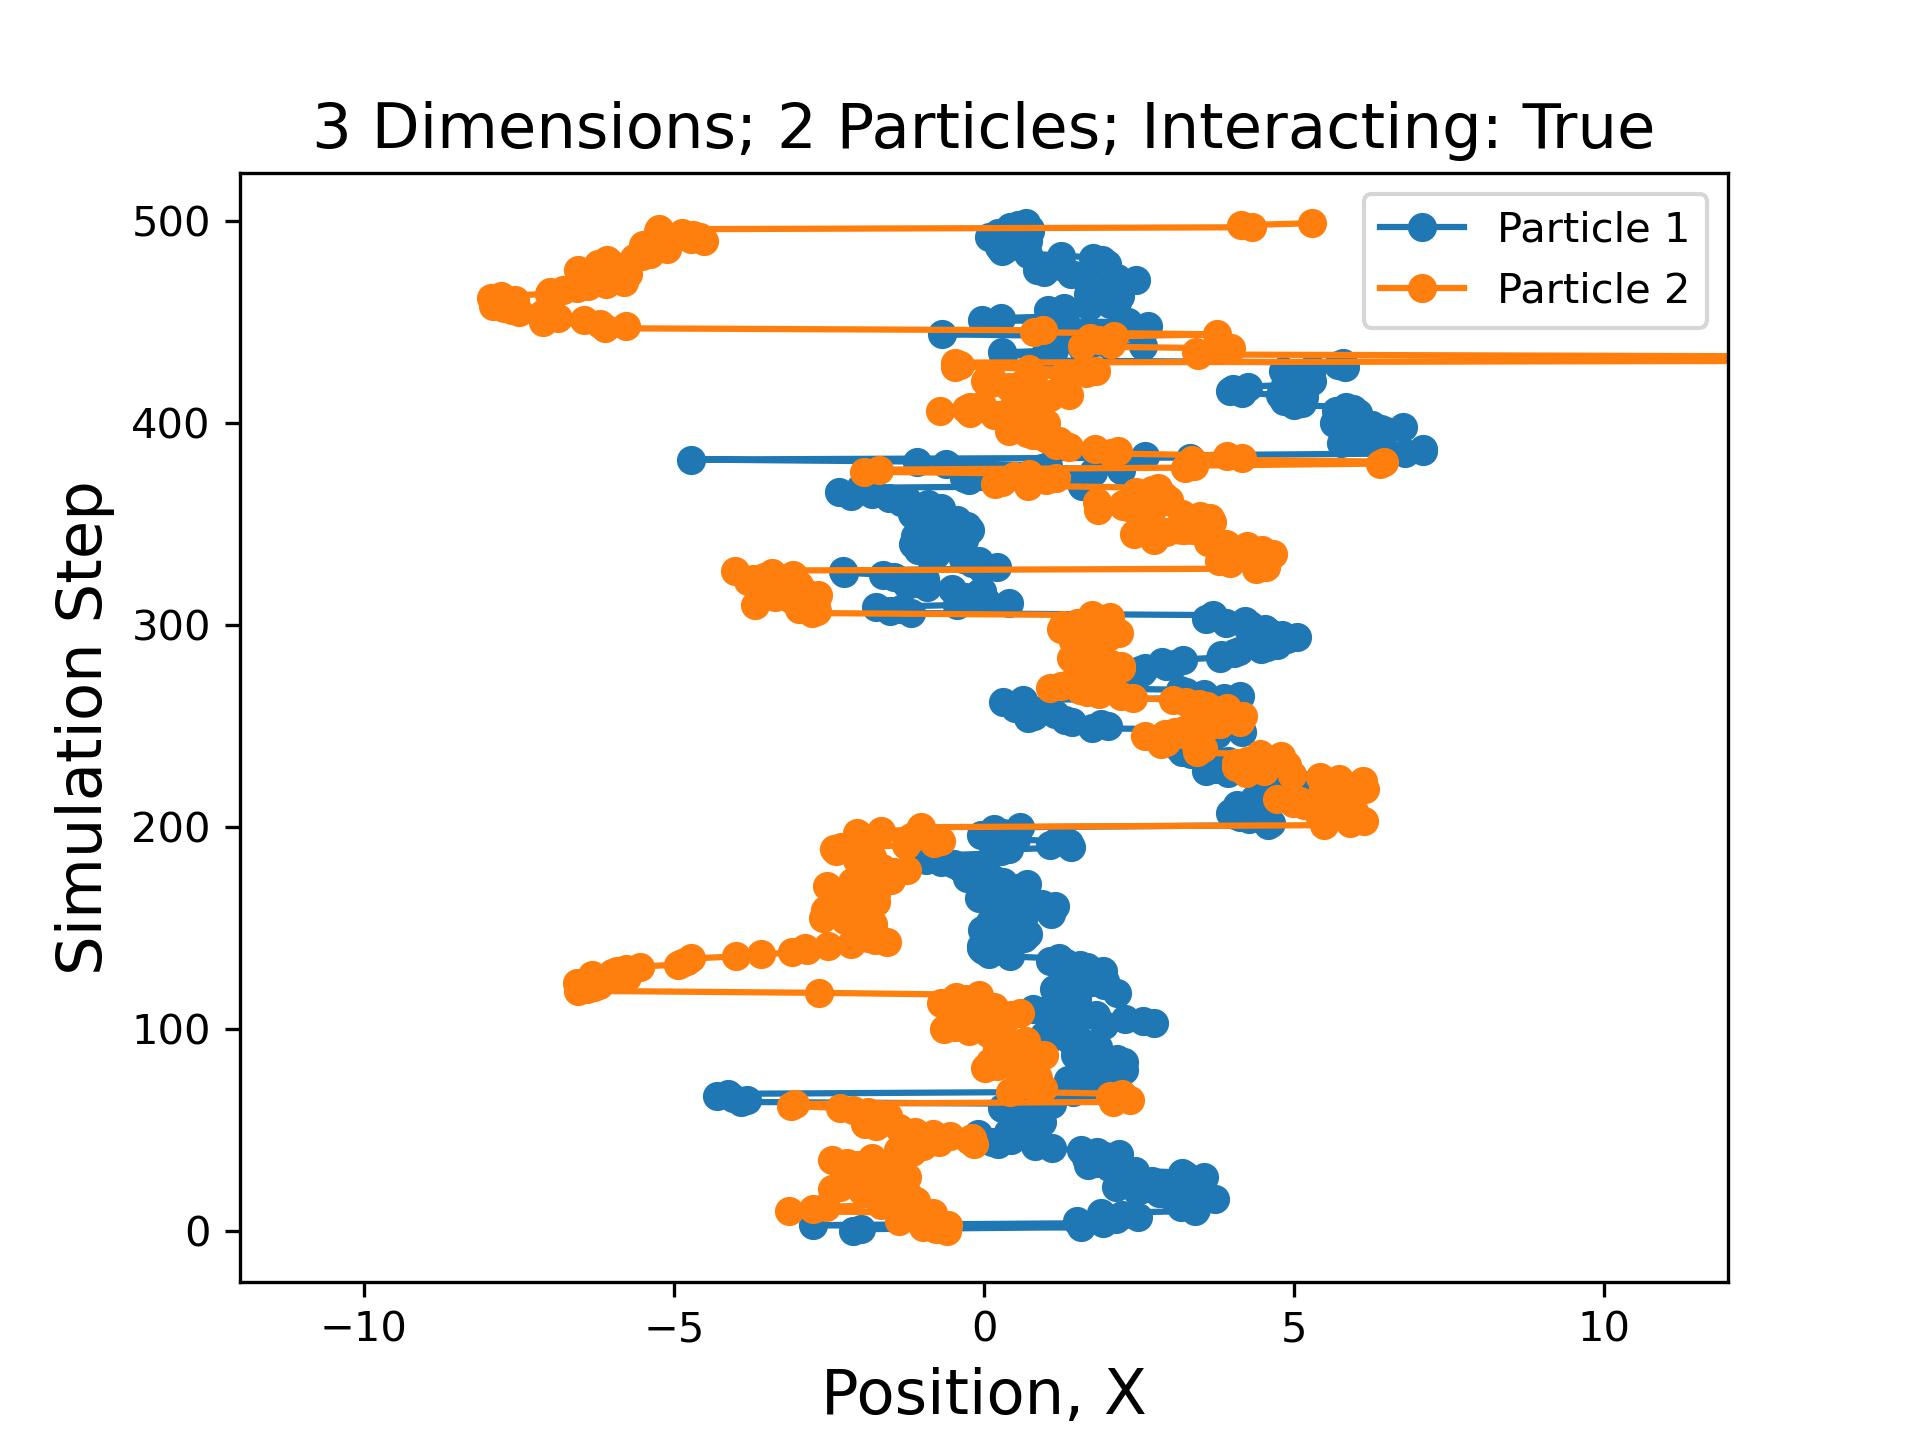 3 Dimensions; 2 Particles; Interacting: True
Particle 1
Particle 2
Simulation Step
500
400
300
200
100
0
−10
−5
0
5
10
Position, X